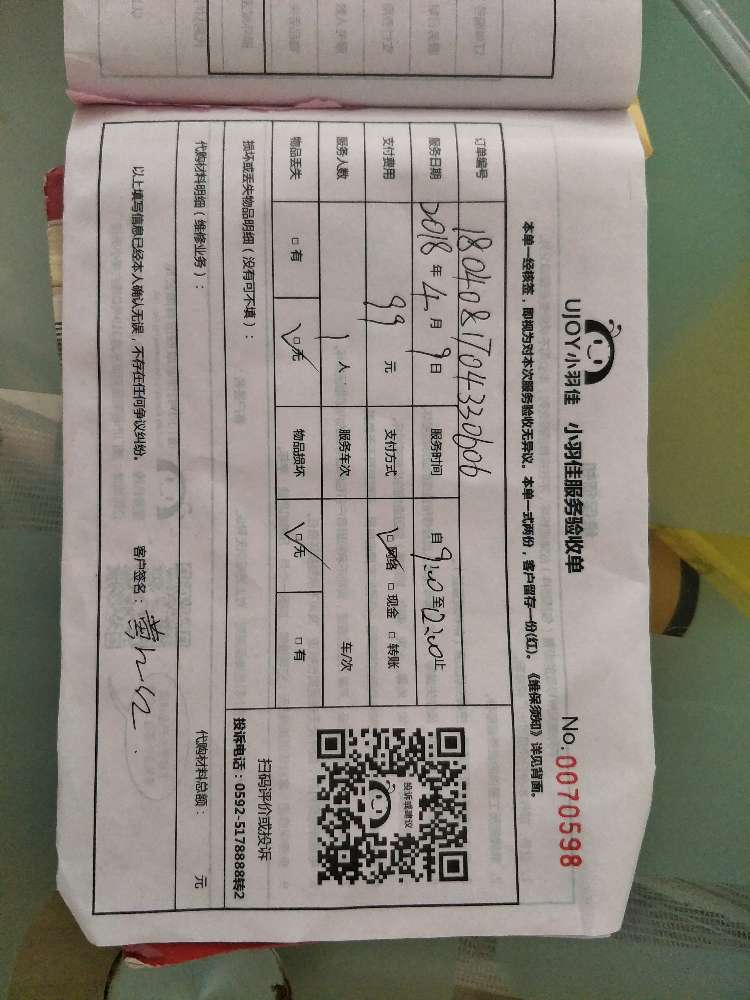 UJOY小羽佳 小羽佳服务验收单
No. 0070598
本单一经核签，即视为对本次服务验收无异议。本单一式两份，客户留存一份(红)。《维保须知》详见背面。
订单编号 1804081704330606
服务日期 2018年4月9日 服务时间 自9:00至12:00止
支付费用 99元 支付方式 ☑网络 □现金 □转账
服务人数 1人 服务车次 车/次
物品丢失 □有 ☑无 物品损坏 ☑无 □有
投诉或建议
扫码评价或投诉
投诉电话：0592-5178888转2
损坏或丢失物品明细（没有可不填）：
代购材料明细（维修业务）： 代购材料总额： 元
以上填写信息已经本人确认无误，不存在任何争议纠纷。 客户签名：